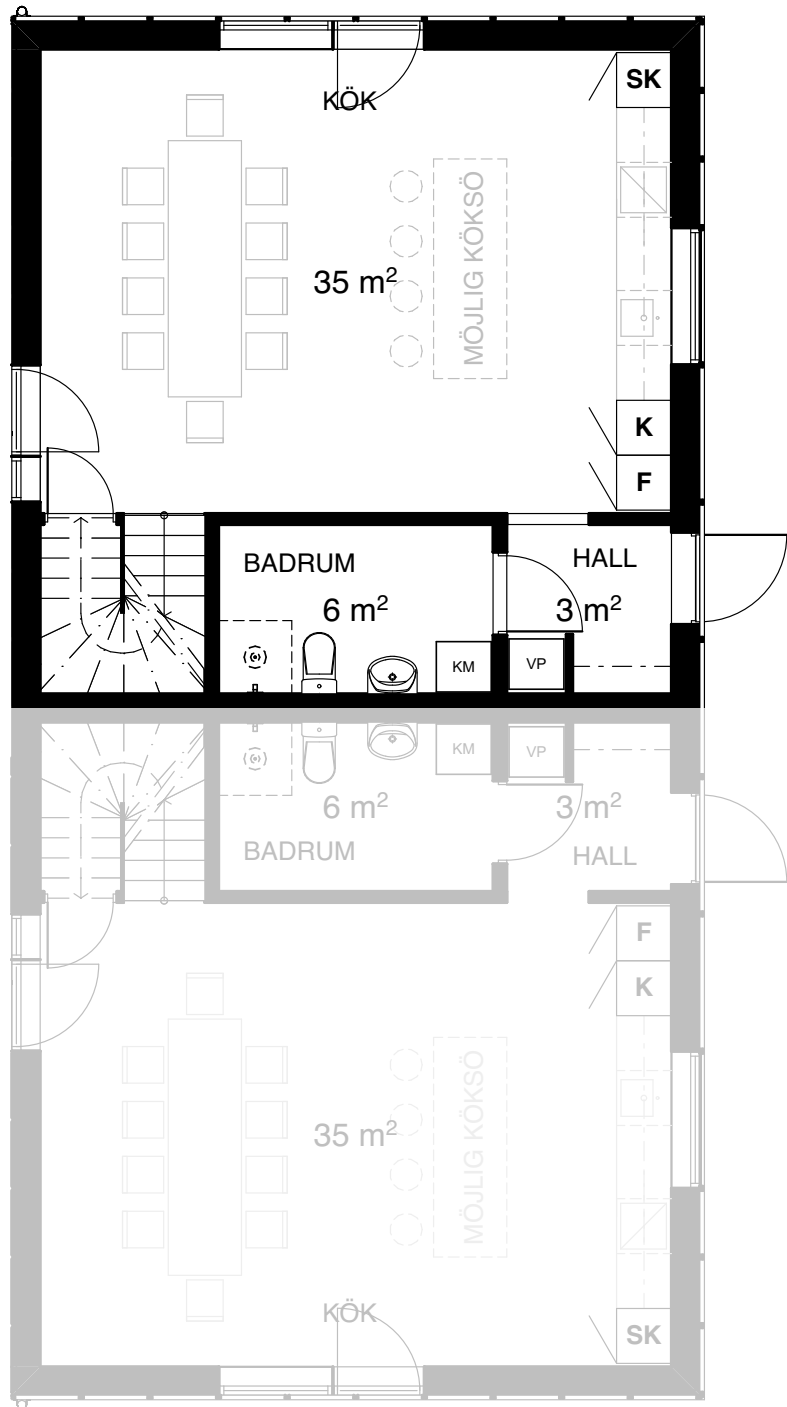 KÖK
SK
35 m²
MÖJLIG KÖKSÖ
K
F
BADRUM
6 m²
HALL
3 m²
KM
VP
KM
VP
6 m²
3 m²
BADRUM
HALL
F
K
35 m²
MÖJLIG KÖKSÖ
KÖK
SK